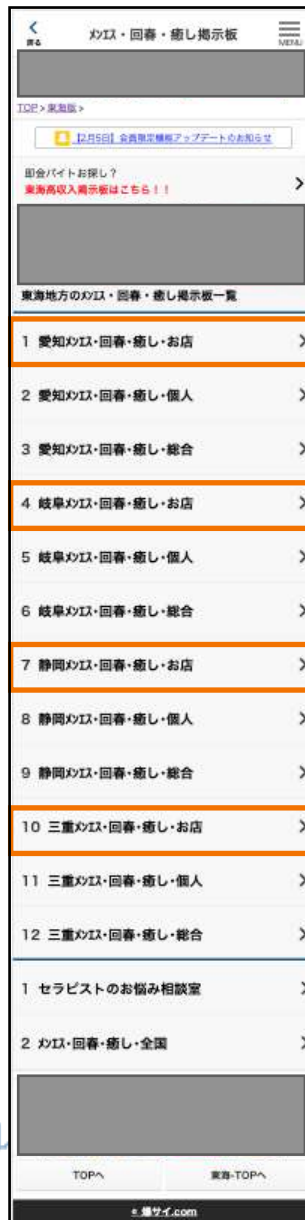 戻る
ﾒﾝｴｽ・回春・癒し掲示板
MENU
TOP > 東海版 >
【2月5日】会員限定機能アップデートのお知らせ
即金バイトお探し？
東海高収入掲示板はこちら！！
東海地方のﾒﾝｴｽ・回春・癒し掲示板一覧
1 愛知ﾒﾝｴｽ・回春・癒し・お店
2 愛知ﾒﾝｴｽ・回春・癒し・個人
3 愛知ﾒﾝｴｽ・回春・癒し・総合
4 岐阜ﾒﾝｴｽ・回春・癒し・お店
5 岐阜ﾒﾝｴｽ・回春・癒し・個人
6 岐阜ﾒﾝｴｽ・回春・癒し・総合
7 静岡ﾒﾝｴｽ・回春・癒し・お店
8 静岡ﾒﾝｴｽ・回春・癒し・個人
9 静岡ﾒﾝｴｽ・回春・癒し・総合
10 三重ﾒﾝｴｽ・回春・癒し・お店
11 三重ﾒﾝｴｽ・回春・癒し・個人
12 三重ﾒﾝｴｽ・回春・癒し・総合
1 セラピストのお悩み相談室
2 ﾒﾝｴｽ・回春・癒し・全国
TOPへ
東海-TOPへ
爆サイ.com